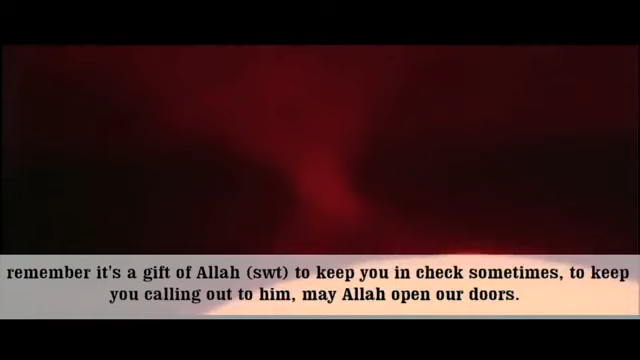 remember it's a gift of Allah (swt) to keep you in check sometimes, to keep
you calling out to him, may Allah open our doors.